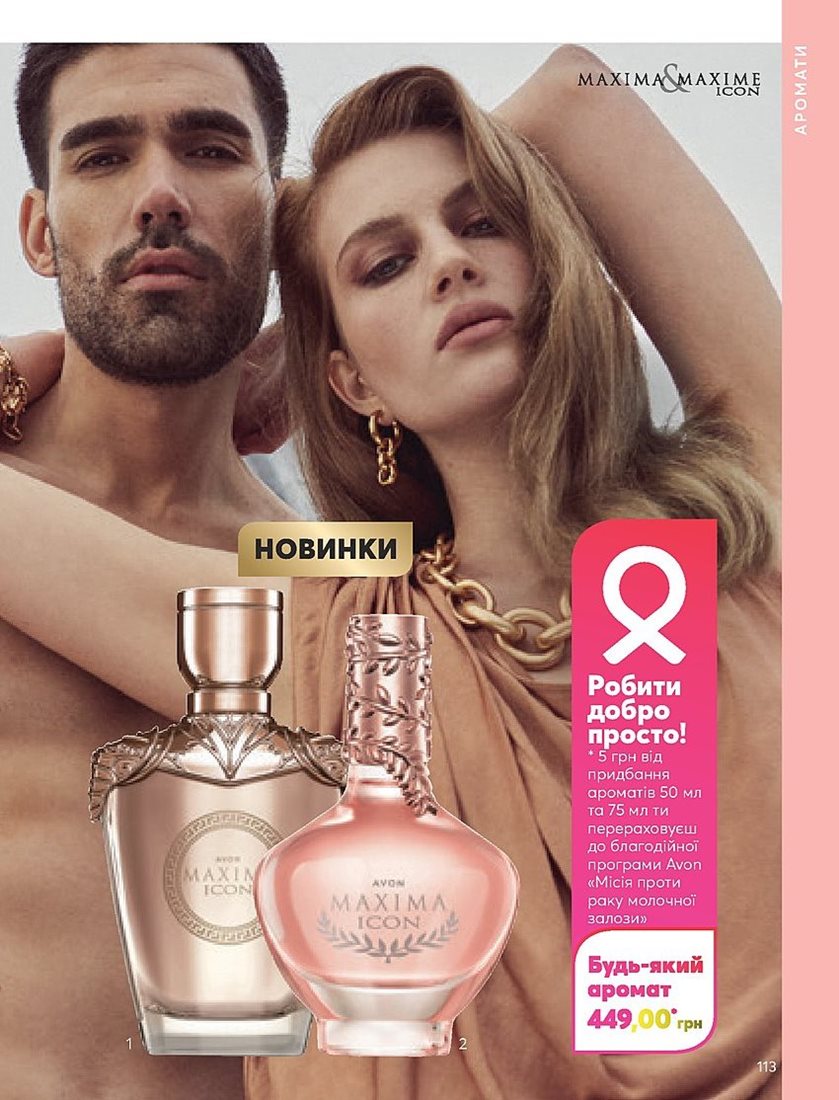 MAXIMA&MAXIME
ICON
АРОМАТИ
НОВИНКИ
Робити
добро
просто!
* 5 грн від
придбання
ароматів 50 мл
та 75 мл ти
перераховуєш
до благодійної
програми Avon
«Місія проти
раку молочної
залози»
Будь-який
аромат
449,00* грн
AVON
ICON
AVON
MAXIMA
ICON
1
2
113